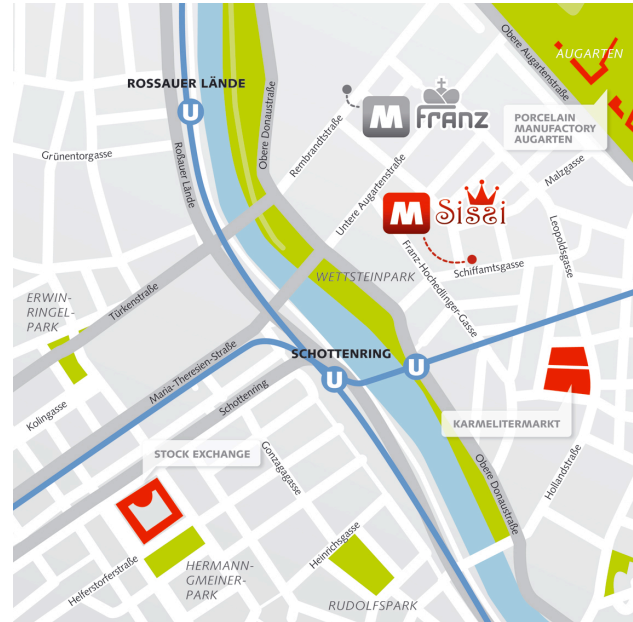 Obere Augartenstraße
AUGARTEN
ROSSAUER LÄNDE
U
M FRANZ
PORCELAIN
MANUFACTORY
AUGARTEN
Obere Donaustraße
Rembrandtstraße
Grünentorgasse
Roßauer Lände
Untere Augartenstraße
Malzgasse
M Sissi
Leopoldsgasse
Franz-Hochedlinger-Gasse
Schiffamtsgasse
WETTSTEINPARK
ERWIN-
RINGEL-
PARK
Türkenstraße
SCHOTTENRING
U
U
Maria-Theresien-Straße
Schottenring
Kolingasse
KARMELITERMARKT
STOCK EXCHANGE
Gonzagagasse
Obere Donaustraße
Hollandstraße
Heinrichsgasse
Helferstorferstraße
HERMANN-
GMEINER-
PARK
RUDOLFSPARK